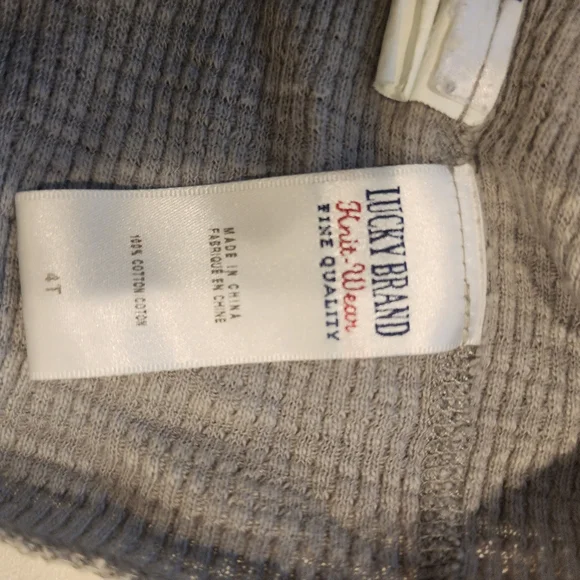 LUCKY BRAND
Knit-Wear
FINE QUALITY
MADE IN CHINA
FABRIQUÉ EN CHINE
100% COTTON COTON
4T